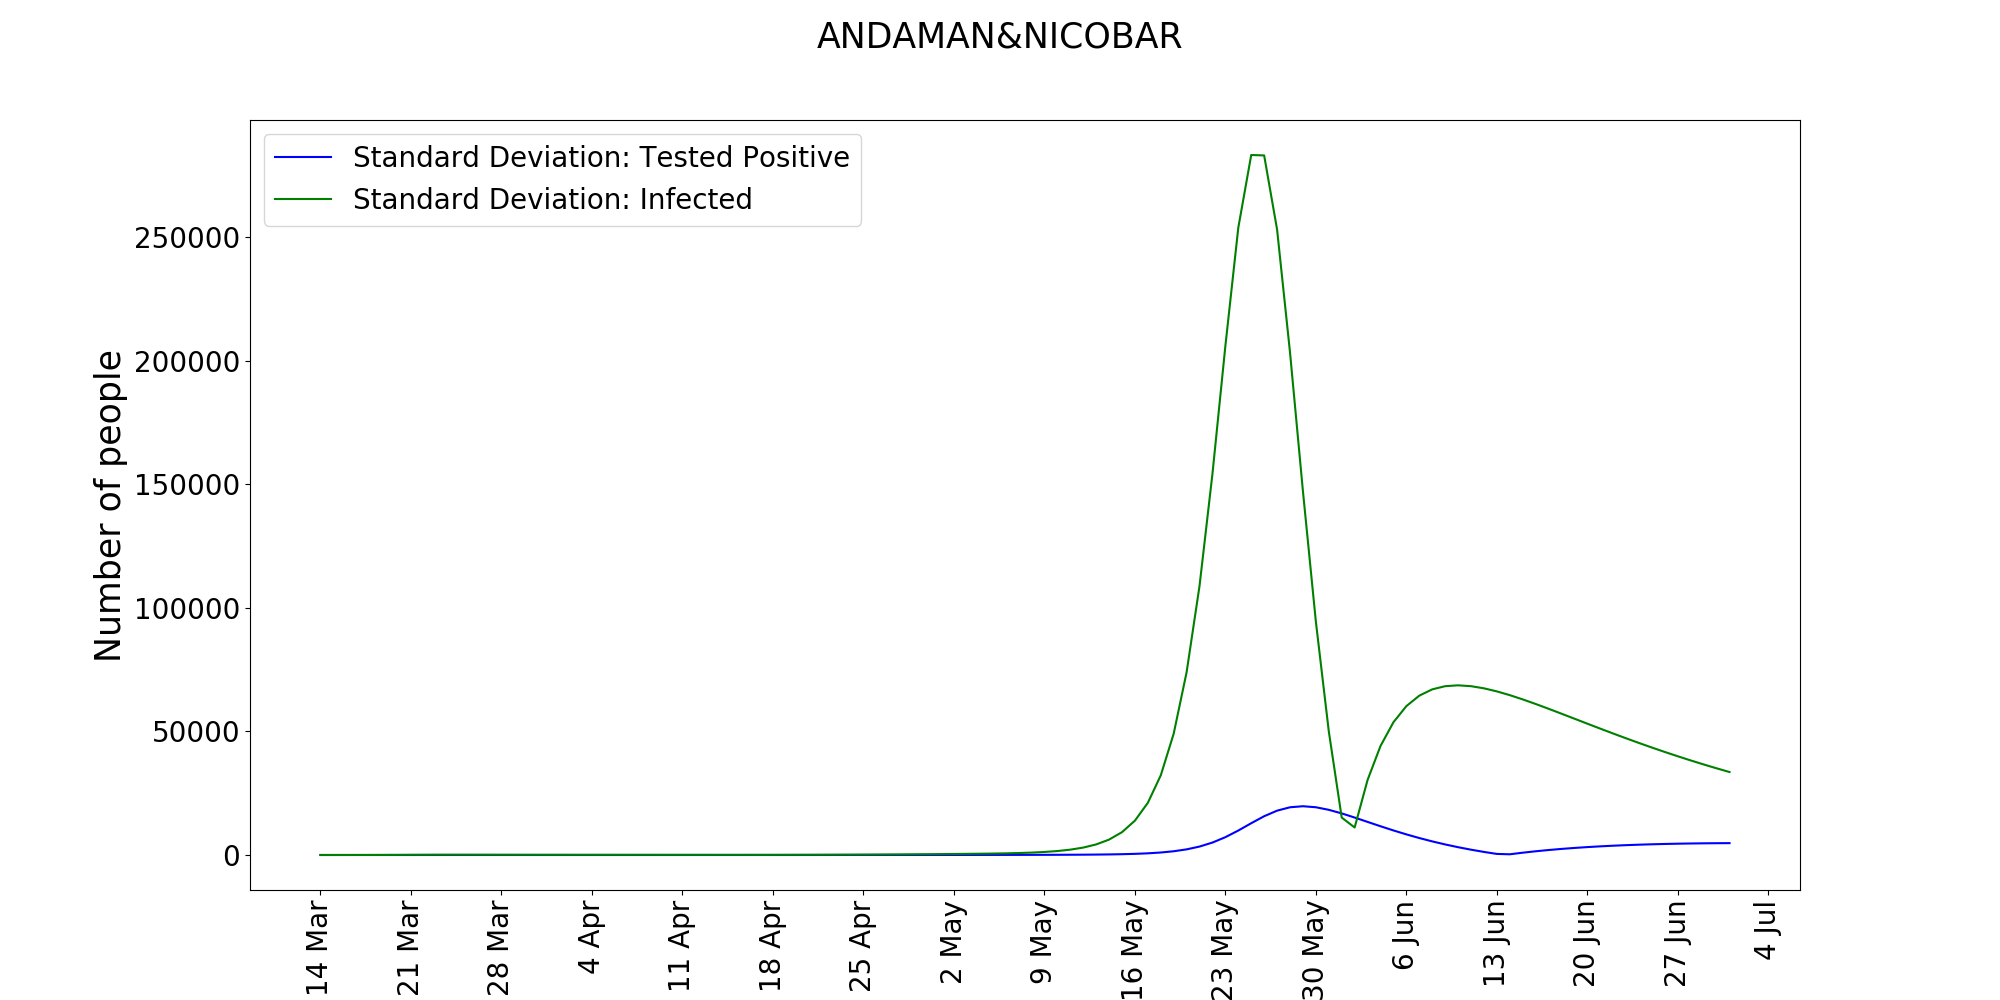 ANDAMAN&NICOBAR
Standard Deviation: Tested Positive
Standard Deviation: Infected
Number of people
250000
200000
150000
100000
50000
0
14 Mar
21 Mar
28 Mar
4 Apr
11 Apr
18 Apr
25 Apr
2 May
9 May
16 May
23 May
30 May
6 Jun
13 Jun
20 Jun
27 Jun
4 Jul